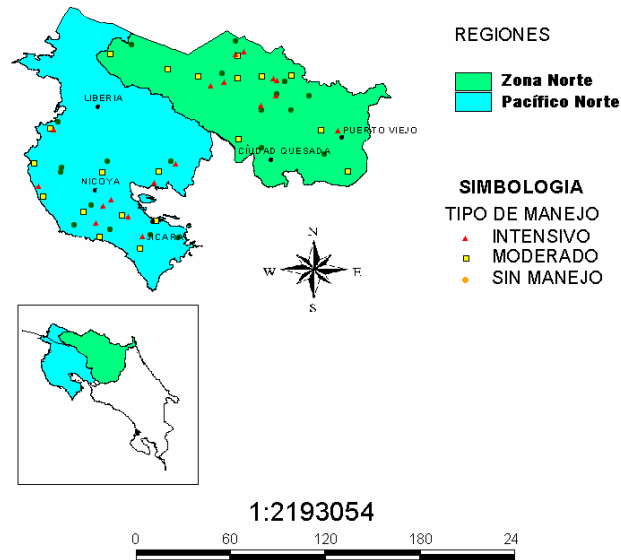 REGIONES
Zona Norte
Pacífico Norte
LIBERIA
PUERTO VIEJO
CIUDAD QUESADA
NICOYA
JICARAL
SIMBOLOGIA
TIPO DE MANEJO
INTENSIVO
MODERADO
SIN MANEJO
N
W E
S
1:2193054
0 60 120 180 24